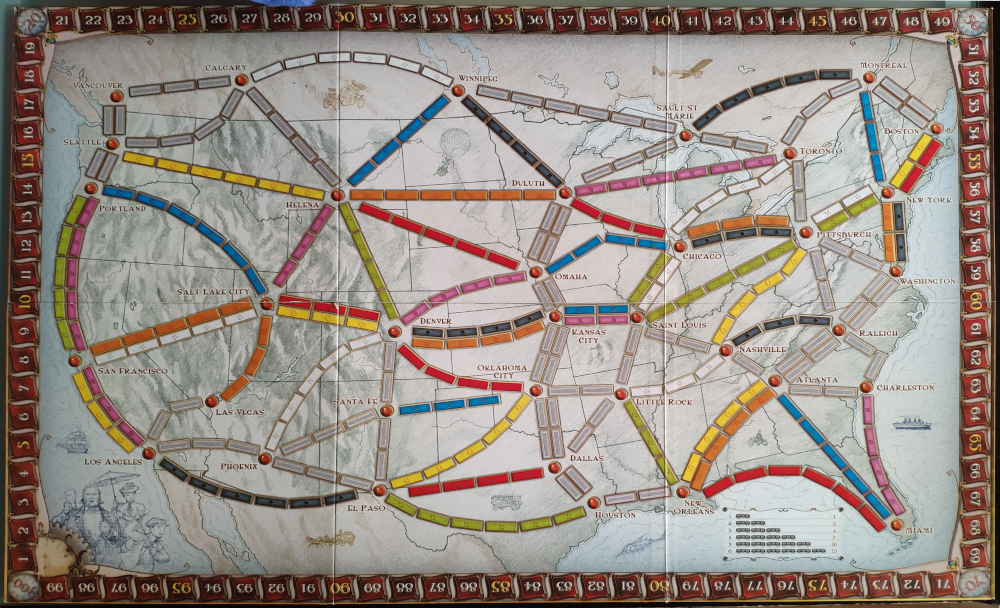 21 22 23 24 25 26 27 28 29 30 31 32 33 34 35 36 37 38 39 40 41 42 43 44 45 46 47 48 49
19
18
17
16
15
14
13
12
11
10
9
8
7
6
5
4
3
2
1
51
52
53
54
55
56
57
58
59
60
61
62
63
64
65
66
67
68
69
CALGARY
VANCOUVER
WINNIPEG
MONTRÉAL
SAULT ST
MARIE
SEATTLE
BOSTON
TORONTO
DULUTH
HELENA
PORTLAND
NEW YORK
PITTSBURGH
CHICAGO
OMAHA
WASHINGTON
SALT LAKE CITY
DENVER
KANSAS
CITY
SAINT LOUIS
RALEIGH
NASHVILLE
SAN FRANCISCO
OKLAHOMA
CITY
ATLANTA
CHARLESTON
LITTLE ROCK
SANTA FE
LAS VEGAS
LOS ANGELES
PHOENIX
DALLAS
EL PASO
HOUSTON
NEW
ORLEANS
MIAMI
99 98 97 96 95 94 93 92 91 90 89 88 87 86 85 84 83 82 81 80 79 78 77 76 75 74 73 72 71
100
70